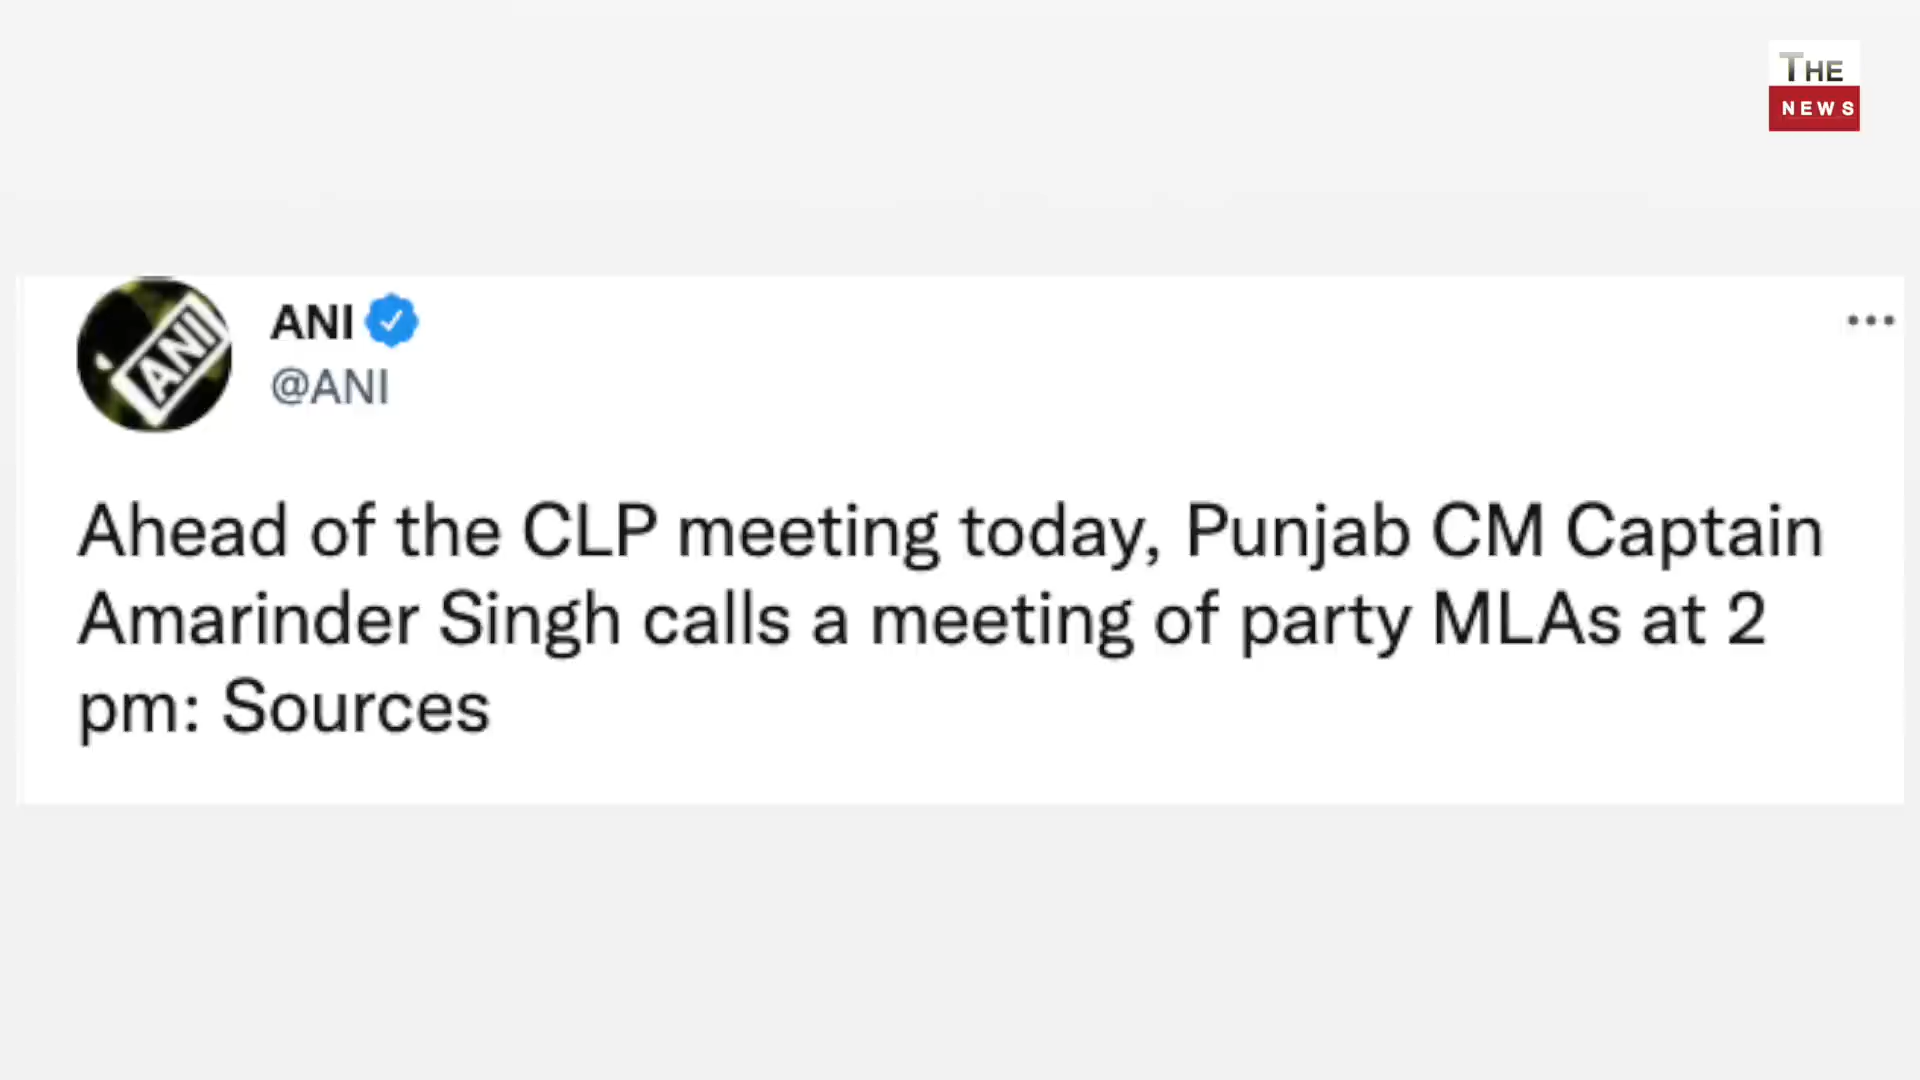 THE
NEWS
ANI
ANI
@ANI
Ahead of the CLP meeting today, Punjab CM Captain
Amarinder Singh calls a meeting of party MLAs at 2
pm: Sources